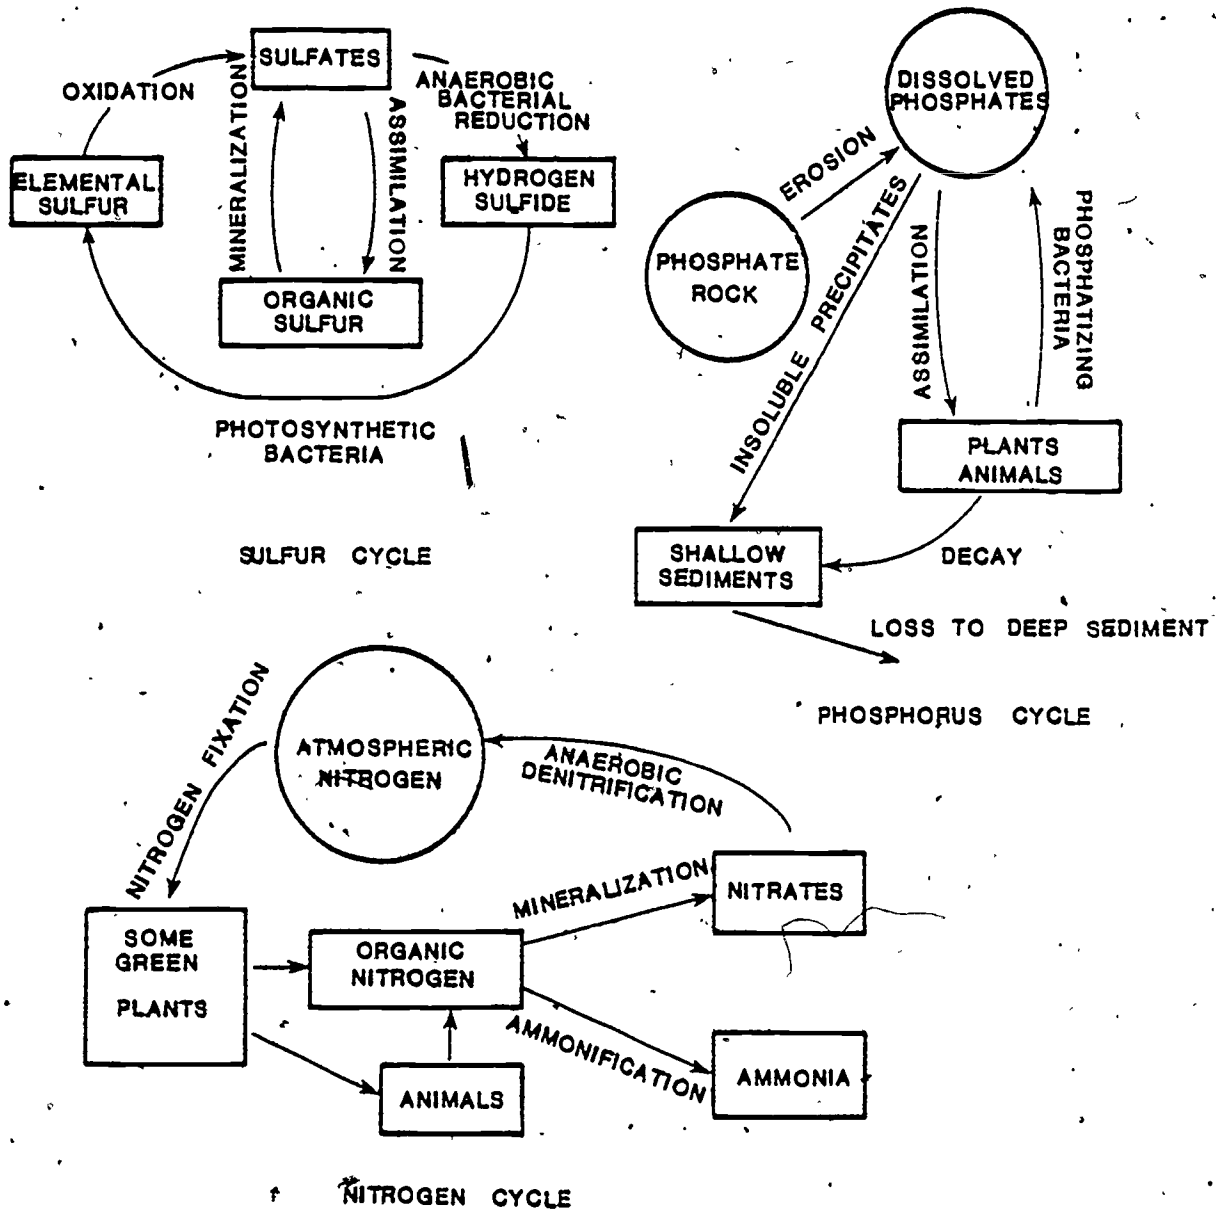 SULFATES
OXIDATION
MINERALIZATION
ASSIMILATION
ANAEROBIC
BACTERIAL
REDUCTION
ELEMENTAL
SULFUR
HYDROGEN
SULFIDE
ORGANIC
SULFUR
PHOTOSYNTHETIC
BACTERIA
SULFUR CYCLE
DISSOLVED
PHOSPHATES
EROSION
PHOSPHATE
ROCK
INSOLUBLE PRECIPITATES
ASSIMILATION
PHOSPHATIZING
BACTERIA
PLANTS
ANIMALS
SHALLOW
SEDIMENTS
DECAY
LOSS TO DEEP SEDIMENT
PHOSPHORUS CYCLE
NITROGEN FIXATION
ATMOSPHERIC
NITROGEN
ANAEROBIC
DENITRIFICATION
MINERALIZATION
NITRATES
SOME
GREEN
PLANTS
ORGANIC
NITROGEN
AMMONIFICATION
AMMONIA
ANIMALS
NITROGEN CYCLE